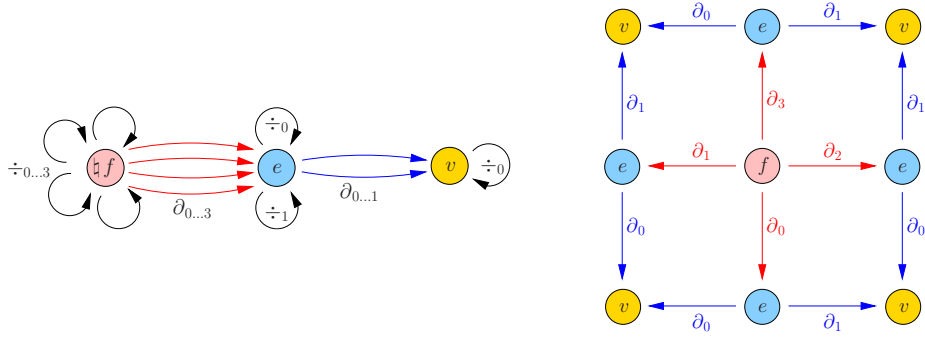 v ∂₀ e ∂₁ v
∂₁ ∂₃ ∂₁
÷₀
÷₀…₃ ♮f e v ÷₀
∂₀…₃ ÷₁ ∂₀…₁
e ∂₁ f ∂₂ e
∂₀ ∂₀ ∂₀
v ∂₀ e ∂₁ v